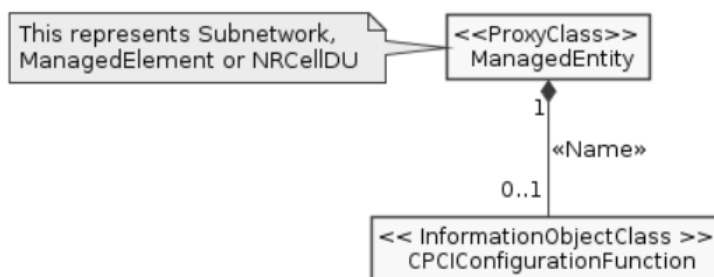 This represents Subnetwork,
ManagedElement or NRCellDU
<<ProxyClass>>
ManagedEntity
1
«Name»
0..1
<< InformationObjectClass >>
CPCIConfigurationFunction